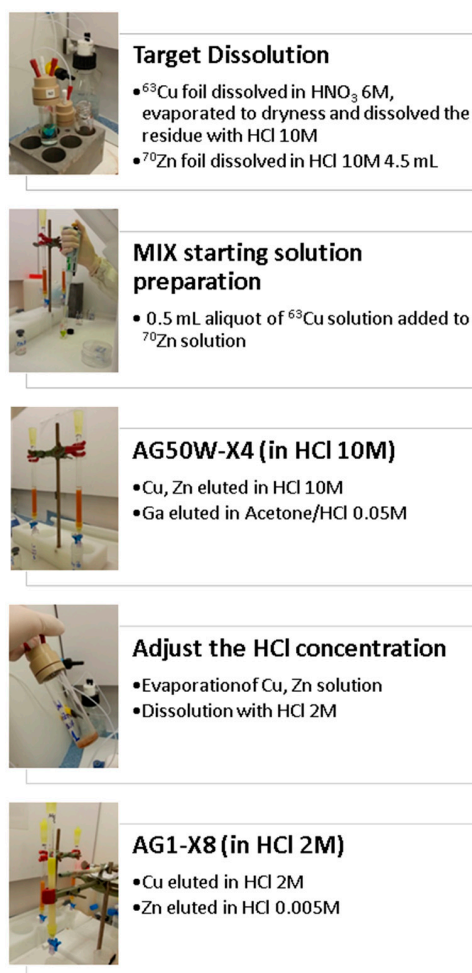 Target Dissolution
•⁶³Cu foil dissolved in HNO₃ 6M,
evaporated to dryness and dissolved the
residue with HCl 10M
•⁷⁰Zn foil dissolved in HCl 10M 4.5 mL
MIX starting solution
preparation
• 0.5 mL aliquot of ⁶³Cu solution added to
⁷⁰Zn solution
AG50W-X4 (in HCl 10M)
•Cu, Zn eluted in HCl 10M
•Ga eluted in Acetone/HCl 0.05M
Adjust the HCl concentration
•Evaporationof Cu, Zn solution
•Dissolution with HCl 2M
AG1-X8 (in HCl 2M)
•Cu eluted in HCl 2M
•Zn eluted in HCl 0.005M